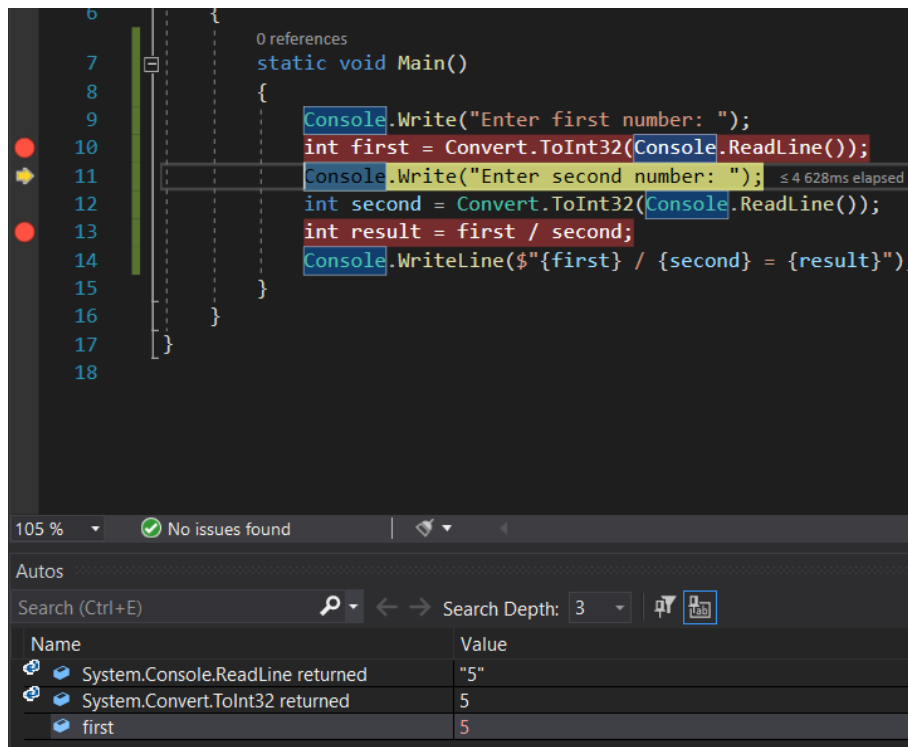 6 {
0 references
7 static void Main()
8 {
9 Console.Write("Enter first number: ");
10 int first = Convert.ToInt32(Console.ReadLine());
11 Console.Write("Enter second number: "); ≤ 4 628ms elapsed
12 int second = Convert.ToInt32(Console.ReadLine());
13 int result = first / second;
14 Console.WriteLine($"{first} / {second} = {result}")
15 }
16 }
17 }
18
105 % No issues found
Autos
Search (Ctrl+E) Search Depth: 3
Name Value
System.Console.ReadLine returned "5"
System.Convert.ToInt32 returned 5
first 5